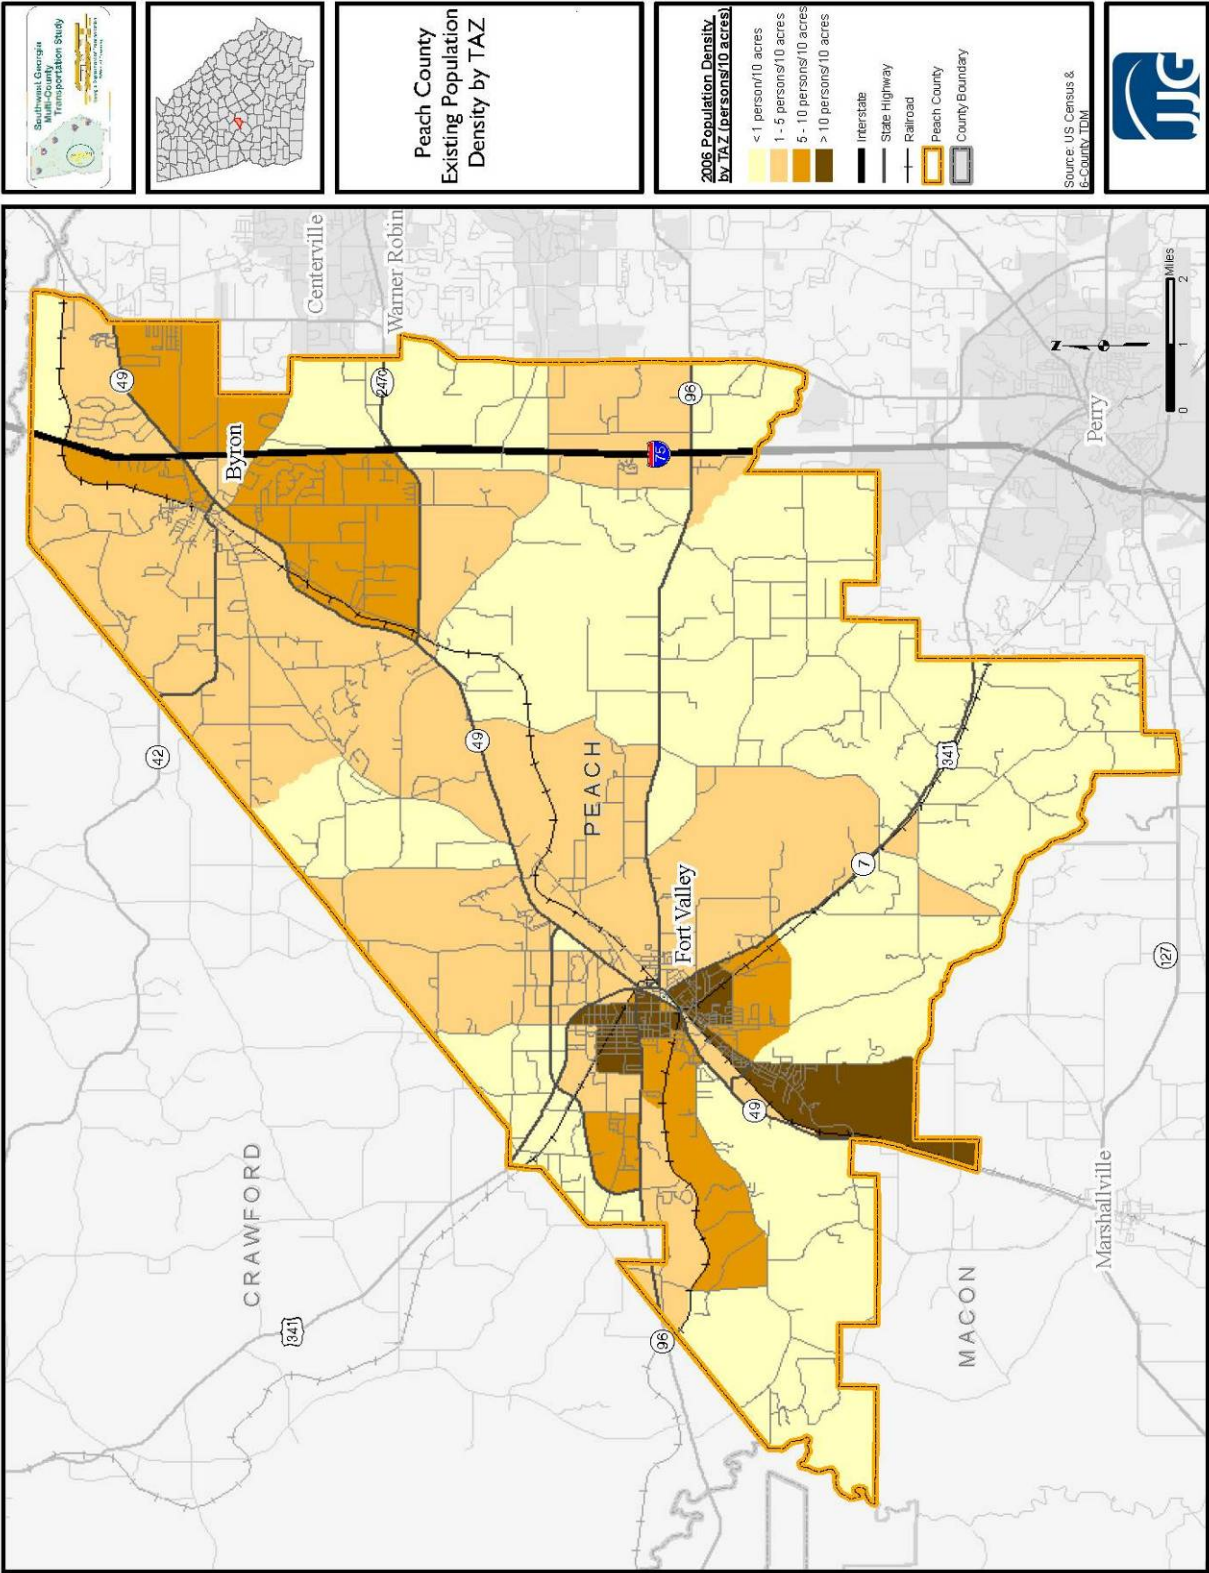 Southwest Georgia
Multi-County
Transportation Study
Peach County
Existing Population
Density by TAZ
2006 Population Density
by TAZ (persons/10 acres)
< 1 person/10 acres
1 - 5 persons/10 acres
5 - 10 persons/10 acres
> 10 persons/10 acres
Interstate
State Highway
Railroad
Peach County
County Boundary
Source: US Census &
6-County TDM
JJG
Centerville
Warner Robin
49
247C
Byron
96
75
N
Miles
0 1 2
Perry
42
49
PEACH
341
7
Fort Valley
127
49
CRAWFORD
341
96
MACON
Marshallville